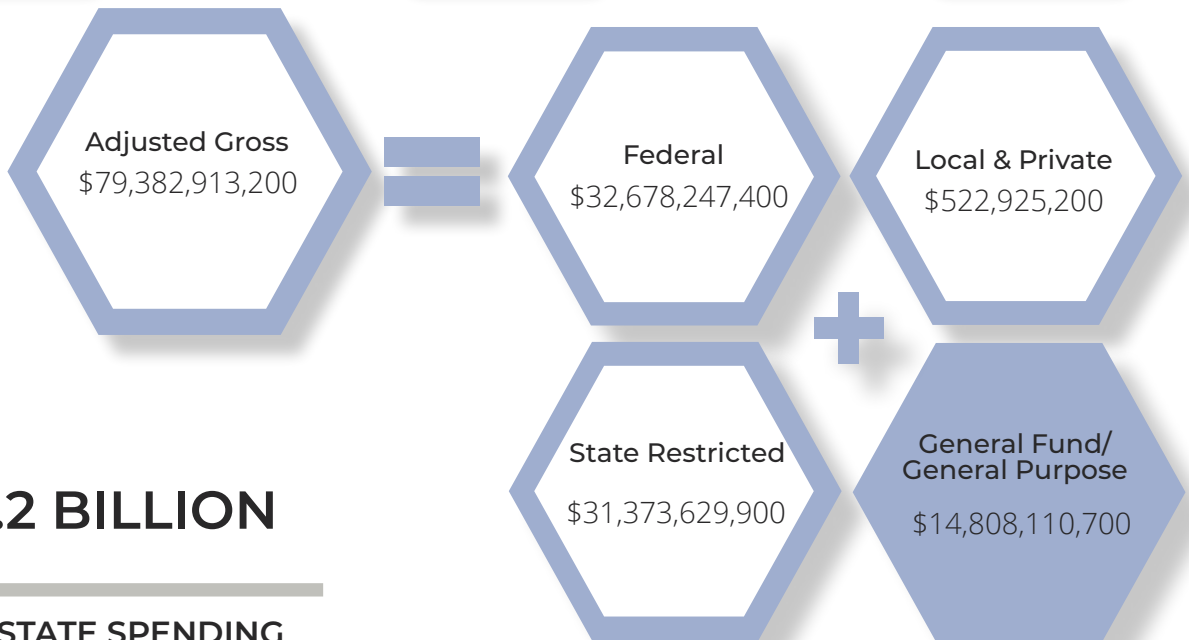 Adjusted Gross
$79,382,913,200
Federal
$32,678,247,400
Local & Private
$522,925,200
State Restricted
$31,373,629,900
General Fund/
General Purpose
$14,808,110,700
.2 BILLION
STATE SPENDING